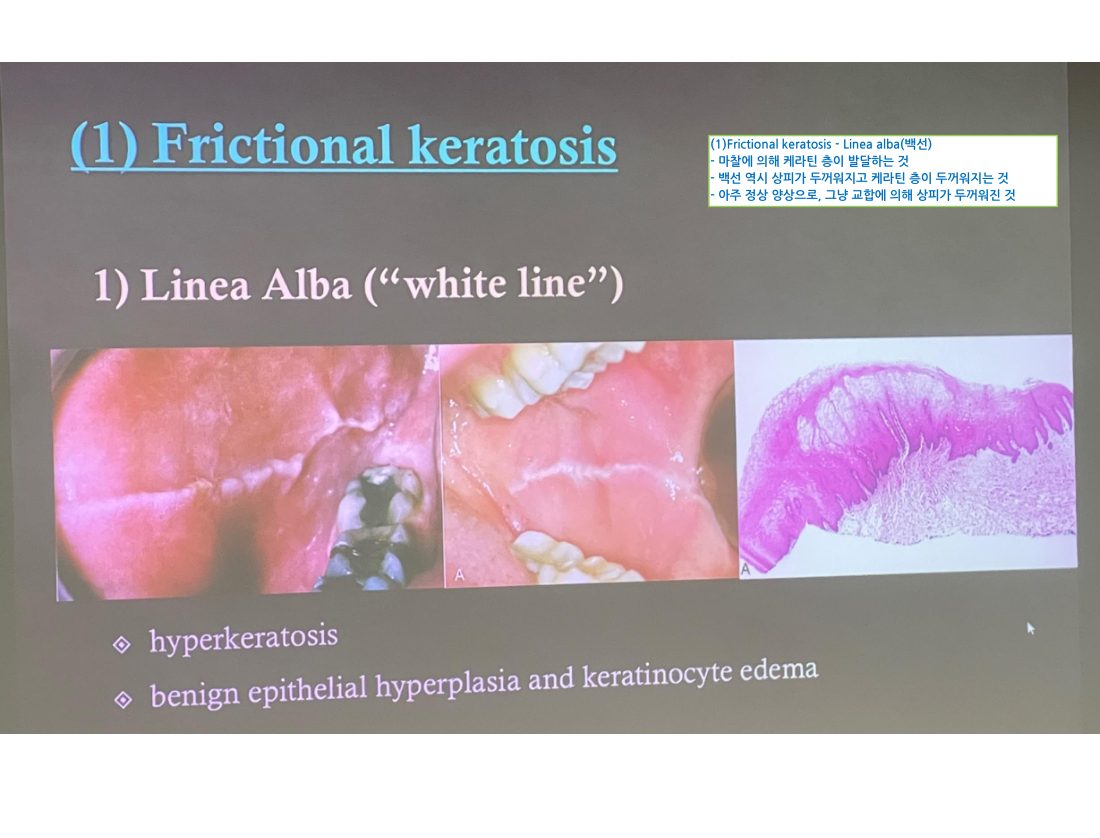 (1) Frictional keratosis
(1)Frictional keratosis - Linea alba(백선)
- 마찰에 의해 케라틴 층이 발달하는 것
- 백선 역시 상피가 두꺼워지고 케라틴 층이 두꺼워지는 것
- 아주 정상 양상으로, 그냥 교합에 의해 상피가 두꺼워진 것
1) Linea Alba (“white line”)
A
A
hyperkeratosis
benign epithelial hyperplasia and keratinocyte edema